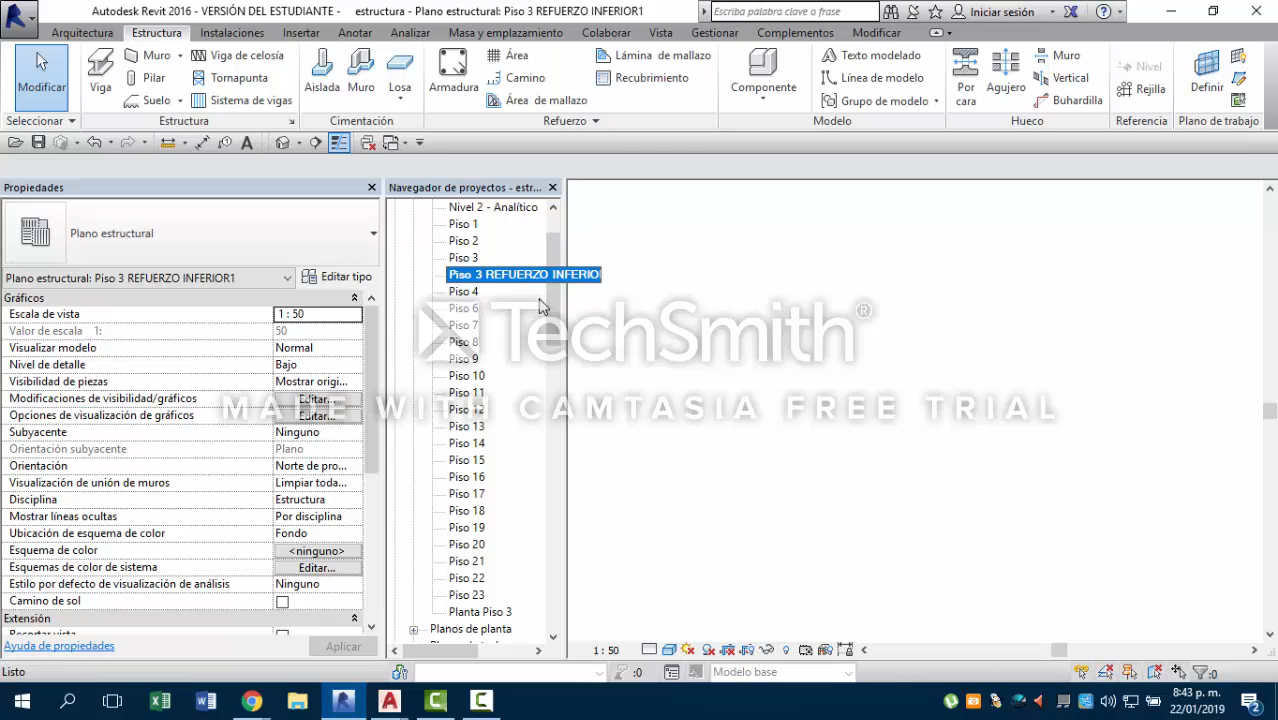 Autodesk Revit 2016 - VERSIÓN DEL ESTUDIANTE - estructura - Plano estructural: Piso 3 REFUERZO INFERIOR1
Escriba palabra clave o frase
Iniciar sesión
Arquitectura Estructura Instalaciones Insertar Anotar Analizar Masa y emplazamiento Colaborar Vista Gestionar Complementos Modificar
Modificar
Viga
Muro
Pilar
Suelo
Viga de celosía
Tornapunta
Sistema de vigas
Aislada
Muro
Losa
Armadura
Área
Camino
Área de mallazo
Lámina de mallazo
Recubrimiento
Componente
Texto modelado
Línea de modelo
Grupo de modelo
Por cara
Agujero
Muro
Vertical
Buhardilla
Nivel
Rejilla
Definir
Seleccionar
Estructura
Cimentación
Refuerzo
Modelo
Hueco
Referencia
Plano de trabajo
Propiedades
Plano estructural
Plano estructural: Piso 3 REFUERZO INFERIOR1
Editar tipo
Gráficos
Escala de vista 1 : 50
Valor de escala 1: 50
Visualizar modelo Normal
Nivel de detalle Bajo
Visibilidad de piezas Mostrar origi...
Modificaciones de visibilidad/gráficos Editar...
Opciones de visualización de gráficos Editar...
Subyacente Ninguno
Orientación subyacente Plano
Orientación Norte de pro...
Visualización de unión de muros Limpiar toda...
Disciplina Estructura
Mostrar líneas ocultas Por disciplina
Ubicación de esquema de color Fondo
Esquema de color <ninguno>
Esquemas de color de sistema Editar...
Estilo por defecto de visualización de análisis Ninguno
Camino de sol
Extensión
Recortar vista
Ayuda de propiedades
Aplicar
Navegador de proyectos - estr...
Nivel 2 - Analítico
Piso 1
Piso 2
Piso 3
Piso 3 REFUERZO INFERIO
Piso 4
Piso 6
Piso 7
Piso 8
Piso 9
Piso 10
Piso 11
Piso 12
Piso 13
Piso 14
Piso 15
Piso 16
Piso 17
Piso 18
Piso 19
Piso 20
Piso 21
Piso 22
Piso 23
Planta Piso 3
Planos de planta
TechSmith®
MADE WITH CAMTASIA FREE TRIAL
1 : 50
Listo
:0
Modelo base
:0
8:43 p. m.
22/01/2019
2